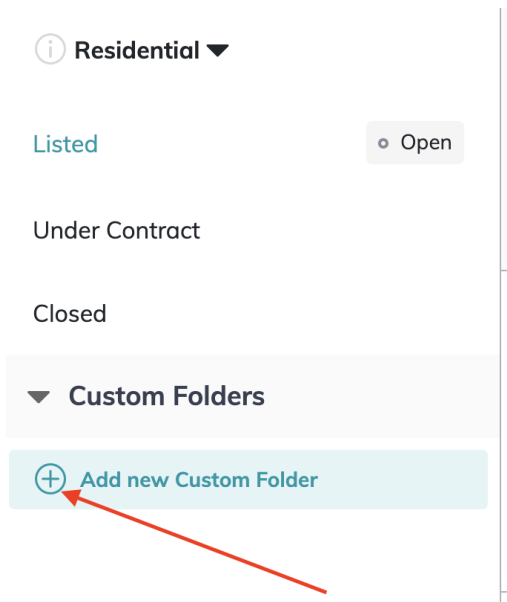 Residential
Listed
Open
Under Contract
Closed
Custom Folders
Add new Custom Folder